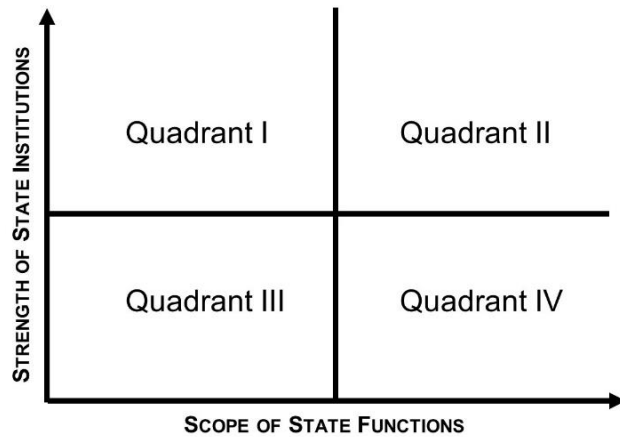 STRENGTH OF STATE INSTITUTIONS
Quadrant I
Quadrant II
Quadrant III
Quadrant IV
SCOPE OF STATE FUNCTIONS